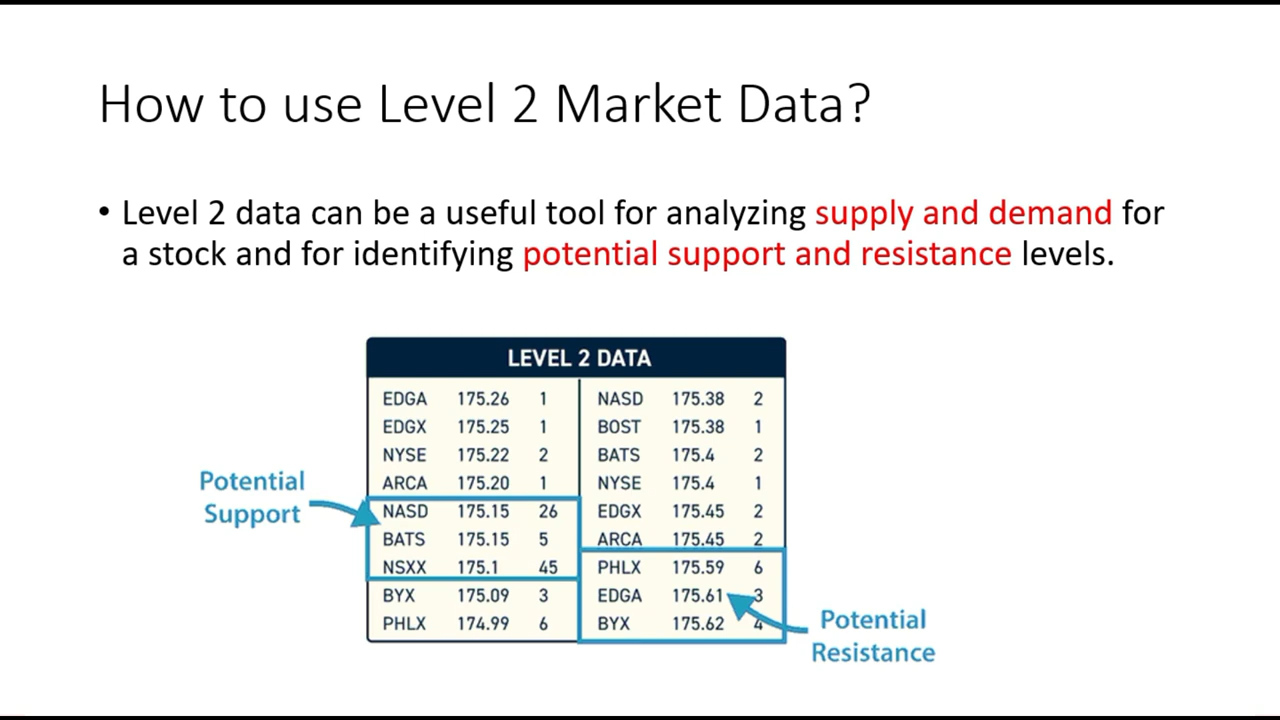 How to use Level 2 Market Data?
• Level 2 data can be a useful tool for analyzing supply and demand for
a stock and for identifying potential support and resistance levels.
LEVEL 2 DATA
EDGA 175.26 1 NASD 175.38 2
EDGX 175.25 1 BOST 175.38 1
NYSE 175.22 2 BATS 175.4 2
ARCA 175.20 1 NYSE 175.4 1
NASD 175.15 26 EDGX 175.45 2
BATS 175.15 5 ARCA 175.45 2
NSXX 175.1 45 PHLX 175.59 6
BYX 175.09 3 EDGA 175.61 3
PHLX 174.99 6 BYX 175.62 4
Potential
Support
Potential
Resistance